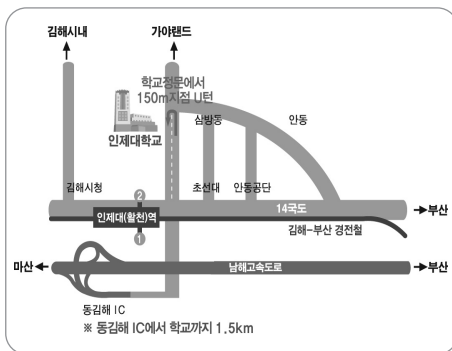 김해시내
가야랜드
학교정문에서
150m지점 U턴
삼방동
안동
인제대학교
김해시청
초선대
안동공단
2
14국도
부산
인제대(활천)역
김해-부산 경전철
1
마산
남해고속도로
부산
동김해 IC
※ 동김해 IC에서 학교까지 1.5km